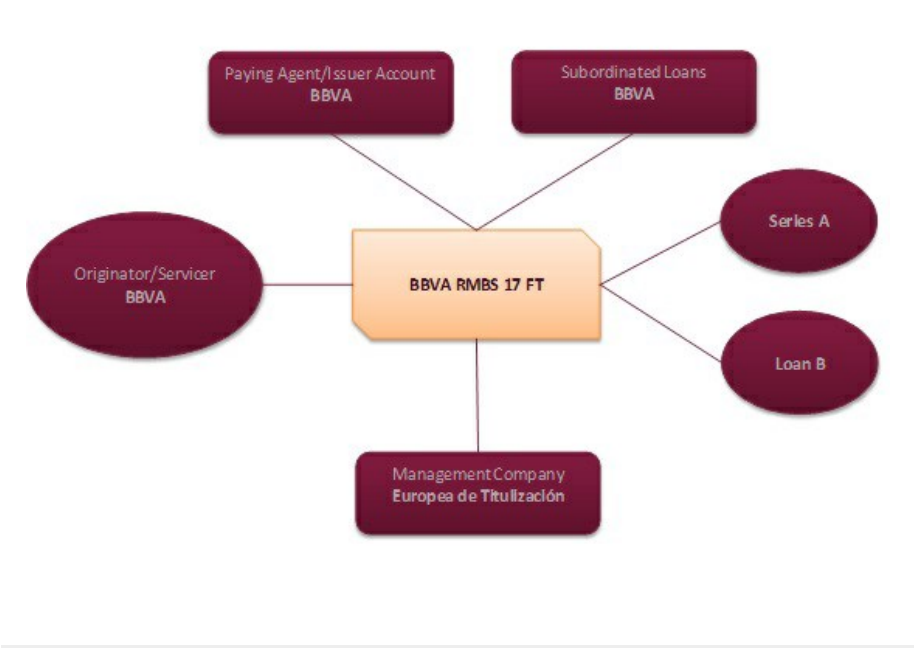 Paying Agent/Issuer Account
BBVA
Subordinated Loans
BBVA
Series A
Originator/Servicer
BBVA
BBVA RMBS 17 FT
Loan B
Management Company
Europea de Titulización